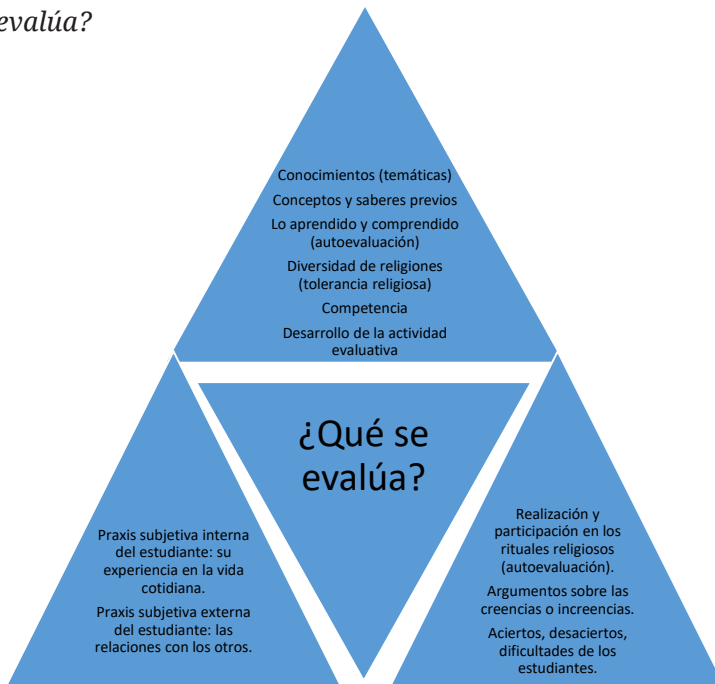 evalúa?
Conocimientos (temáticas)
Conceptos y saberes previos
Lo aprendido y comprendido
(autoevaluación)
Diversidad de religiones
(tolerancia religiosa)
Competencia
Desarrollo de la actividad
evaluativa
¿Qué se
evalúa?
Praxis subjetiva interna
del estudiante: su
experiencia en la vida
cotidiana.
Praxis subjetiva externa
del estudiante: las
relaciones con los otros.
Realización y
participación en los
rituales religiosos
(autoevaluación).
Argumentos sobre las
creencias o increencias.
Aciertos, desaciertos,
dificultades de los
estudiantes.